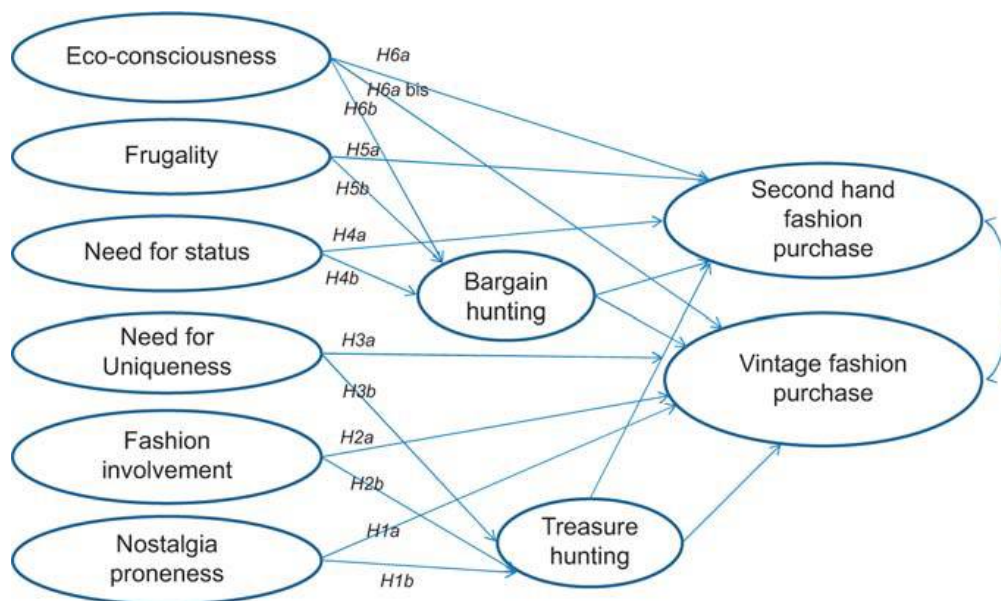 Eco-consciousness
H6a
H6a bis
H6b
Frugality
H5a
H5b
Second hand
fashion
purchase
Need for status
H4a
H4b
Bargain
hunting
Need for
Uniqueness
H3a
H3b
Vintage fashion
purchase
Fashion
involvement
H2a
H2b
Nostalgia
proneness
H1a
H1b
Treasure
hunting